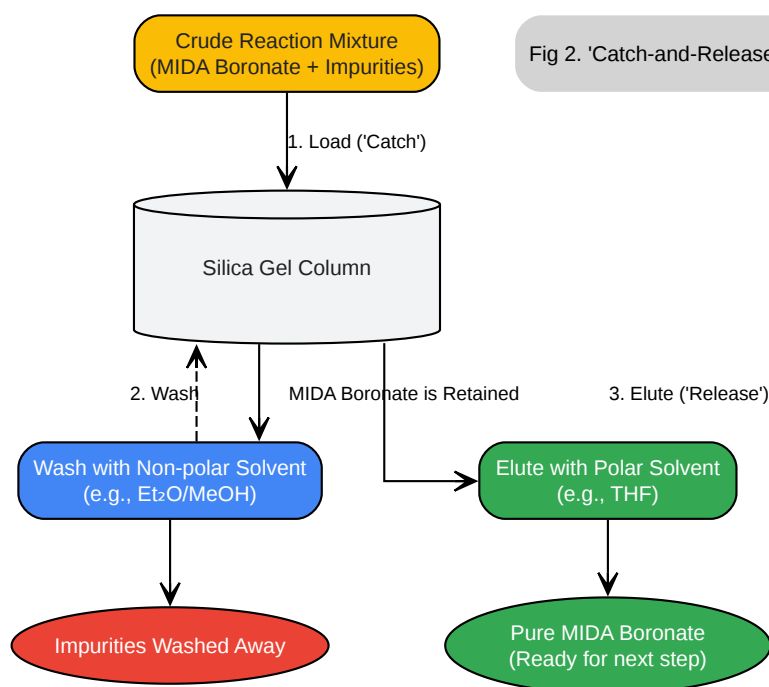 Crude Reaction Mixture
(MIDA Boronate + Impurities)
Fig 2. 'Catch-and-Release
1. Load ('Catch')
Silica Gel Column
2. Wash
MIDA Boronate is Retained
3. Elute ('Release')
Wash with Non-polar Solvent
(e.g., Et₂O/MeOH)
Elute with Polar Solvent
(e.g., THF)
Impurities Washed Away
Pure MIDA Boronate
(Ready for next step)